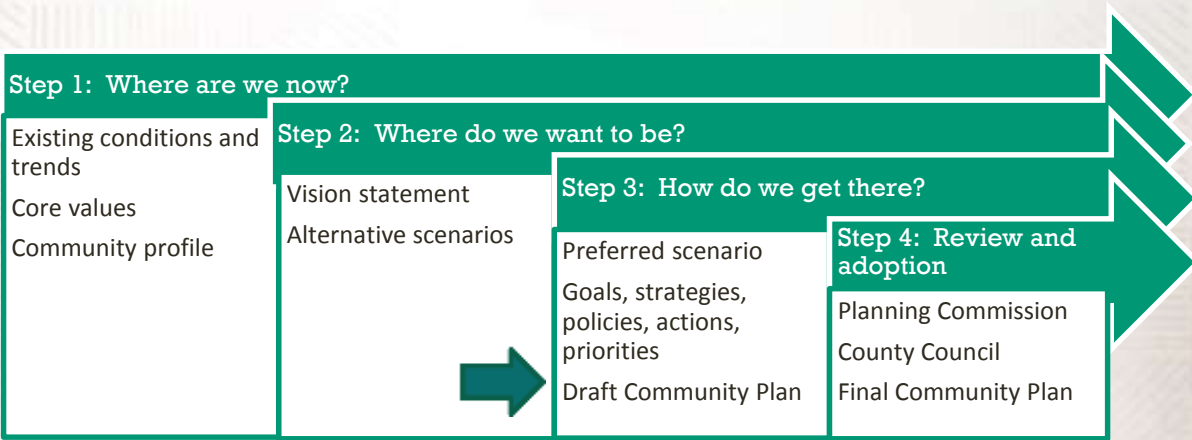 Step 1: Where are we now?
Existing conditions and
trends
Core values
Community profile
Step 2: Where do we want to be?
Vision statement
Alternative scenarios
Step 3: How do we get there?
Preferred scenario
Goals, strategies,
policies, actions,
priorities
Draft Community Plan
Step 4: Review and
adoption
Planning Commission
County Council
Final Community Plan